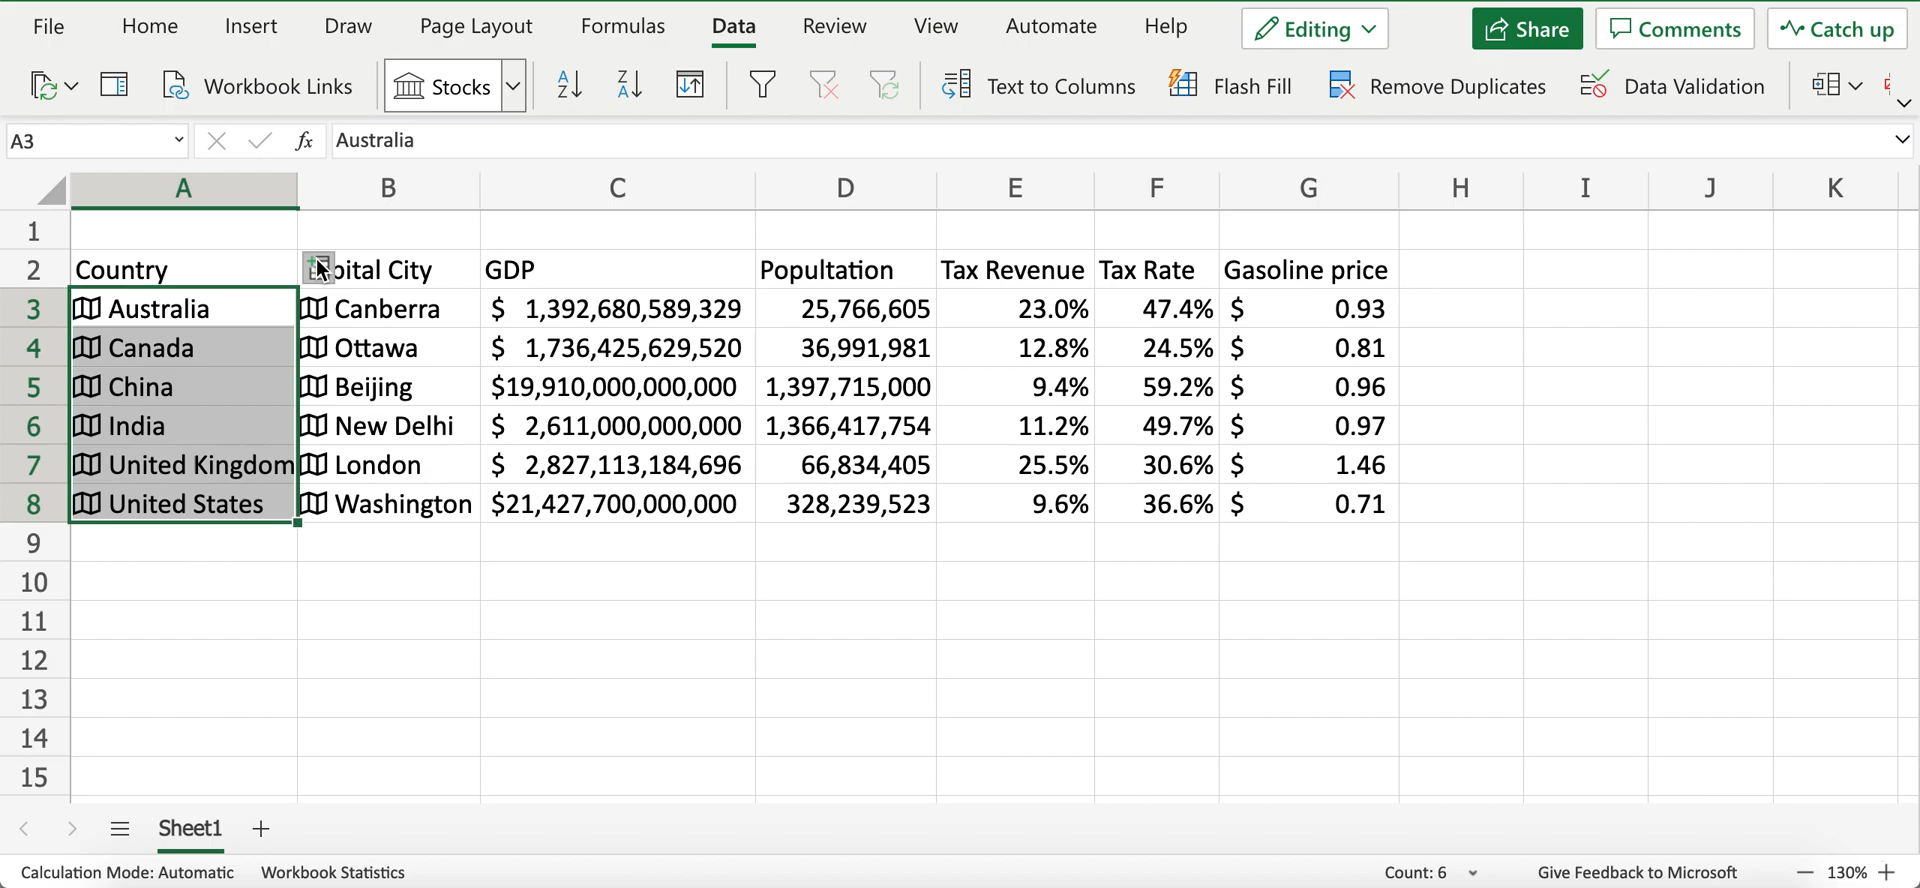 File Home Insert Draw Page Layout Formulas Data Review View Automate Help Editing Share Comments Catch up
Workbook Links Stocks Text to Columns Flash Fill Remove Duplicates Data Validation
A3 fx Australia
A B C D E F G H I J K
1
2 Country pital City GDP Popultation Tax Revenue Tax Rate Gasoline price
3 Australia Canberra $ 1,392,680,589,329 25,766,605 23.0% 47.4% $ 0.93
4 Canada Ottawa $ 1,736,425,629,520 36,991,981 12.8% 24.5% $ 0.81
5 China Beijing $19,910,000,000,000 1,397,715,000 9.4% 59.2% $ 0.96
6 India New Delhi $ 2,611,000,000,000 1,366,417,754 11.2% 49.7% $ 0.97
7 United Kingdom London $ 2,827,113,184,696 66,834,405 25.5% 30.6% $ 1.46
8 United States Washington $21,427,700,000,000 328,239,523 9.6% 36.6% $ 0.71
9
10
11
12
13
14
15
Sheet1
Calculation Mode: Automatic Workbook Statistics Count: 6 Give Feedback to Microsoft 130%